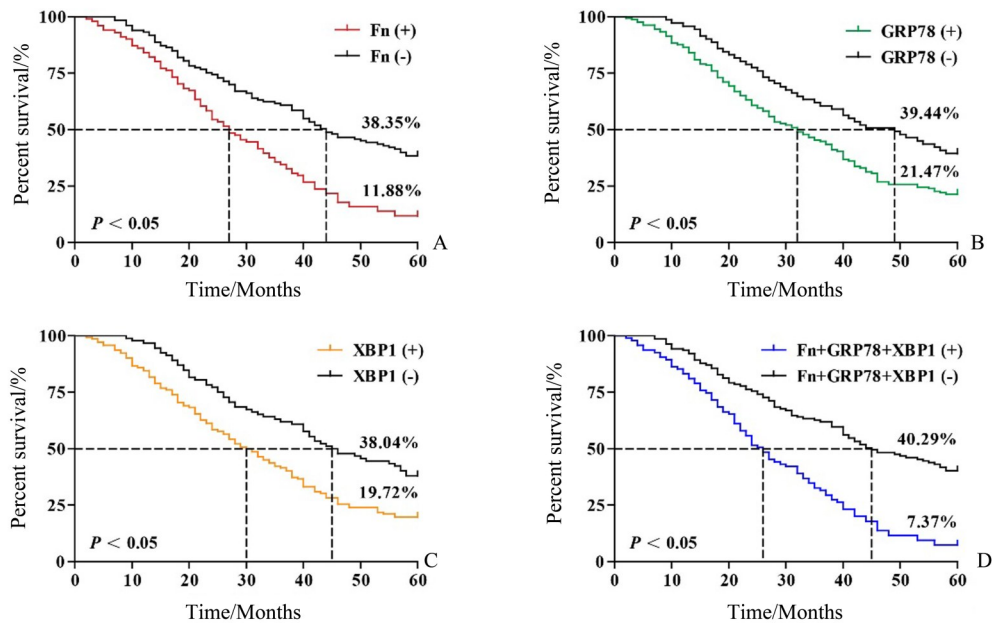 Percent survival/%
100
75
50
25
0
Fn (+)
Fn (-)
38.35%
11.88%
P < 0.05
0 10 20 30 40 50 60
Time/Months
A
Percent survival/%
100
75
50
25
0
GRP78 (+)
GRP78 (-)
39.44%
21.47%
P < 0.05
0 10 20 30 40 50 60
Time/Months
B
Percent survival/%
100
75
50
25
0
XBP1 (+)
XBP1 (-)
38.04%
19.72%
P < 0.05
0 10 20 30 40 50 60
Time/Months
C
Percent survival/%
100
75
50
25
0
Fn+GRP78+XBP1 (+)
Fn+GRP78+XBP1 (-)
40.29%
7.37%
P < 0.05
0 10 20 30 40 50 60
Time/Months
D